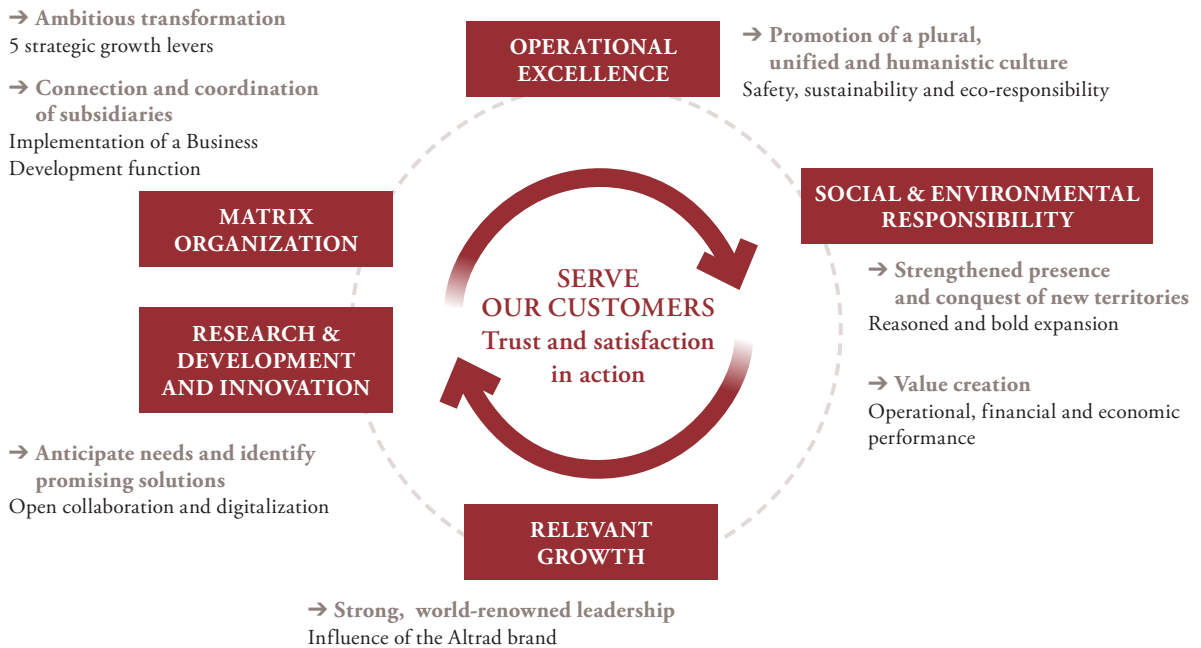 ➔ Ambitious transformation
5 strategic growth levers
➔ Connection and coordination
of subsidiaries
Implementation of a Business
Development function
OPERATIONAL
EXCELLENCE
➔ Promotion of a plural,
unified and humanistic culture
Safety, sustainability and eco-responsibility
MATRIX
ORGANIZATION
SOCIAL & ENVIRONMENTAL
RESPONSIBILITY
SERVE
OUR CUSTOMERS
Trust and satisfaction
in action
RESEARCH &
DEVELOPMENT
AND INNOVATION
➔ Strengthened presence
and conquest of new territories
Reasoned and bold expansion
➔ Value creation
Operational, financial and economic
performance
➔ Anticipate needs and identify
promising solutions
Open collaboration and digitalization
RELEVANT
GROWTH
➔ Strong, world-renowned leadership
Influence of the Altrad brand